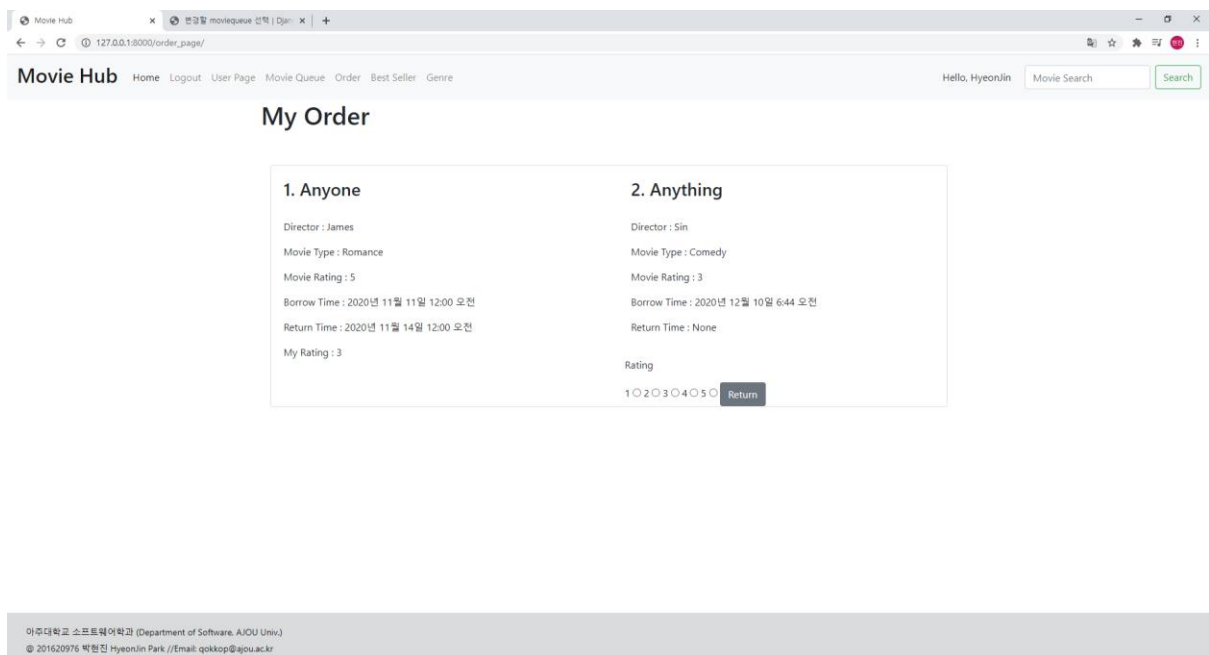 Movie Hub
변경할 moviequeue 선택 | Djan
127.0.0.1:8000/order_page/
Movie Hub Home Logout User Page Movie Queue Order Best Seller Genre Hello, HyeonJin Movie Search Search
My Order
1. Anyone
Director : James
Movie Type : Romance
Movie Rating : 5
Borrow Time : 2020년 11월 11일 12:00 오전
Return Time : 2020년 11월 14일 12:00 오전
My Rating : 3
2. Anything
Director : Sin
Movie Type : Comedy
Movie Rating : 3
Borrow Time : 2020년 12월 10일 6:44 오전
Return Time : None
Rating
1 2 3 4 5 Return
아주대학교 소프트웨어학과 (Department of Software, AJOU Univ.)
@ 201620976 박현진 HyeonJin Park //Email: qokkop@ajou.ac.kr